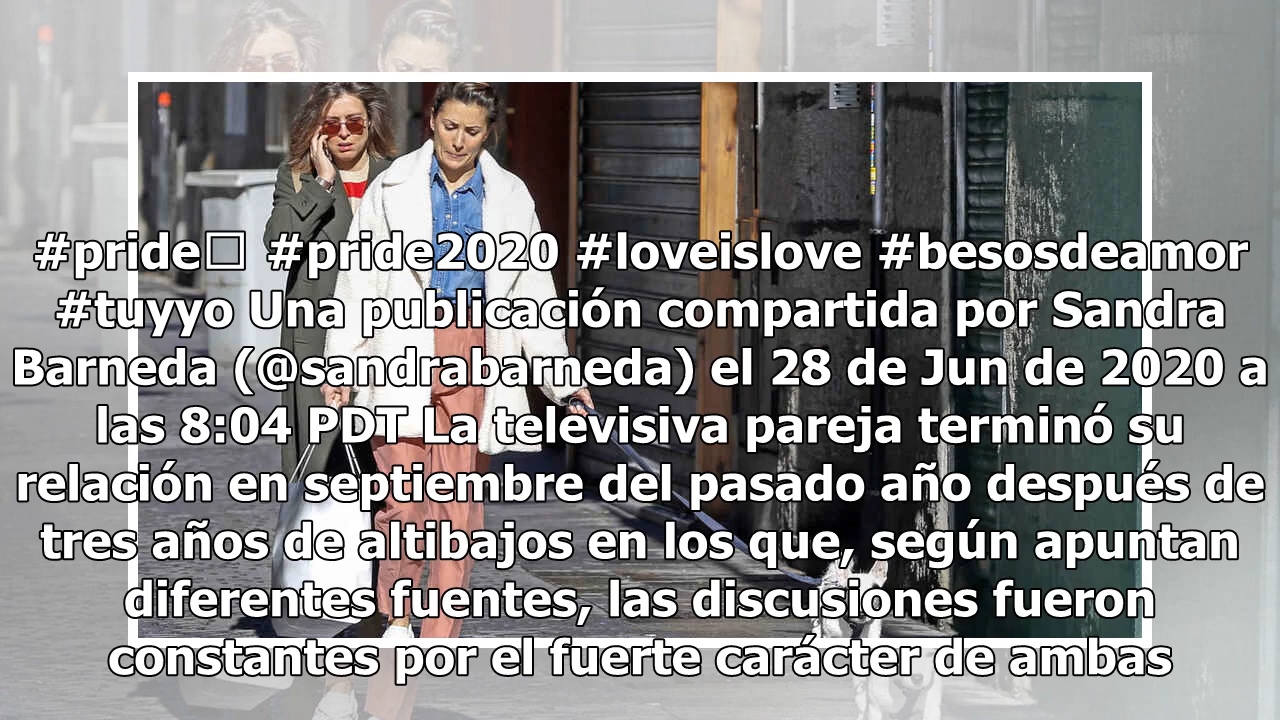 #pride□ #pride2020 #loveislove #besosdeamor
#tuyyo Una publicación compartida por Sandra
Barneda (@sandrabarneda) el 28 de Jun de 2020 a
las 8:04 PDT La televisiva pareja terminó su
relación en septiembre del pasado año después de
tres años de altibajos en los que, según apuntan
diferentes fuentes, las discusiones fueron
constantes por el fuerte carácter de ambas